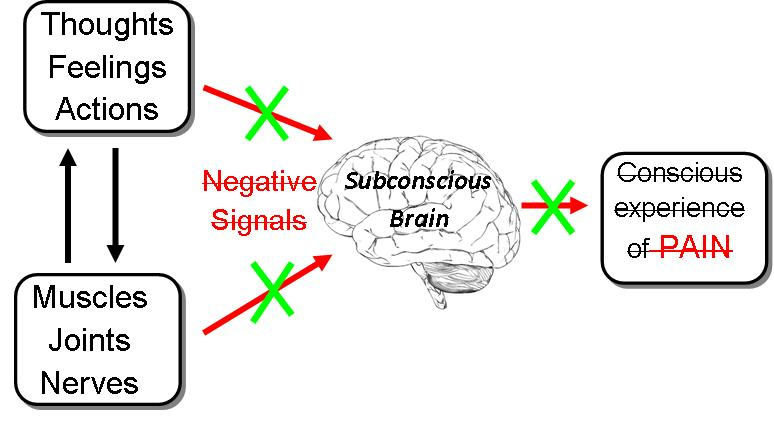 Thoughts
Feelings
Actions
Negative
Signals
Subconscious
Brain
Conscious
experience
of PAIN
Muscles
Joints
Nerves